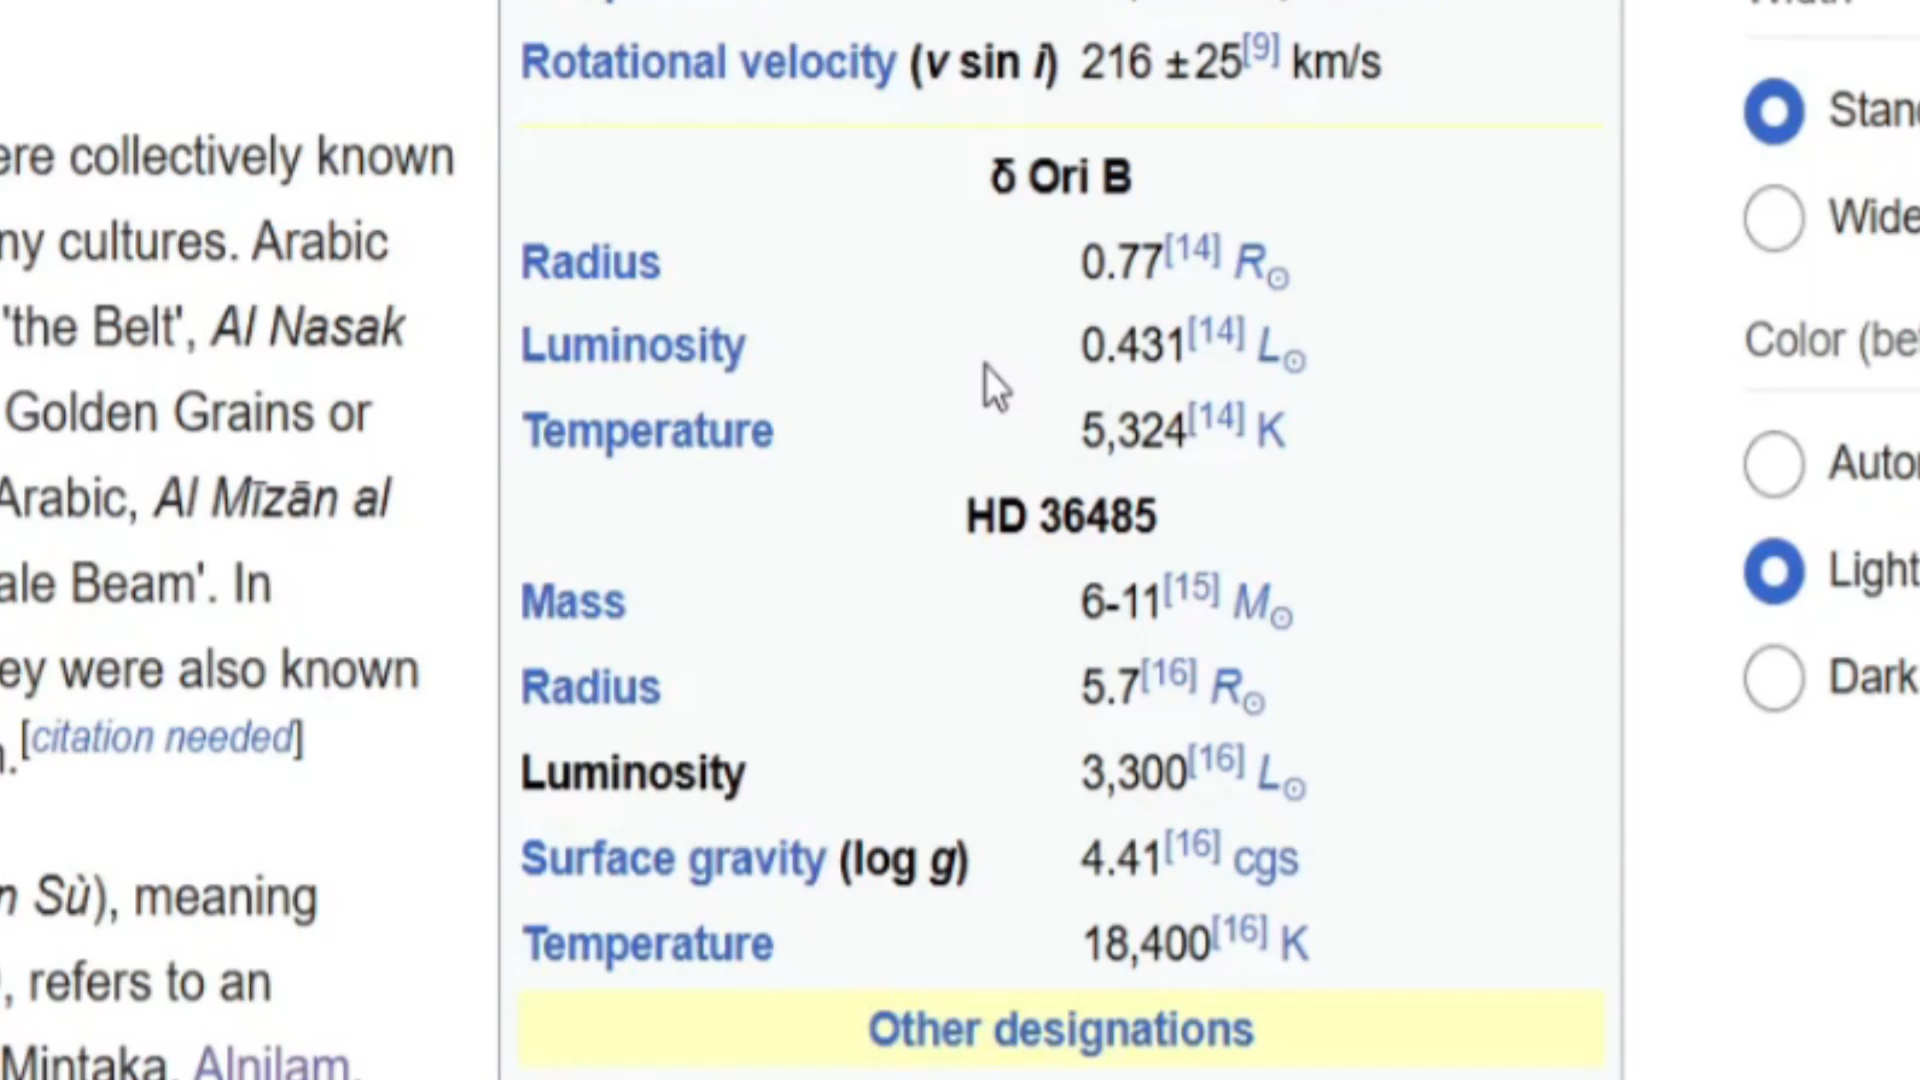 Rotational velocity (v sin i) 216 ±25[9] km/s
ere collectively known
ny cultures. Arabic
'the Belt', Al Nasak
Golden Grains or
Arabic, Al Mīzān al
ale Beam'. In
ey were also known
.[citation needed]
n Sù), meaning
, refers to an
Mintaka, Alnilam,
δ Ori B
Radius 0.77[14] R☉
Luminosity 0.431[14] L☉
Temperature 5,324[14] K
HD 36485
Mass 6-11[15] M☉
Radius 5.7[16] R☉
Luminosity 3,300[16] L☉
Surface gravity (log g) 4.41[16] cgs
Temperature 18,400[16] K
Other designations
Stand
Wide
Color (bet
Autor
Light
Dark